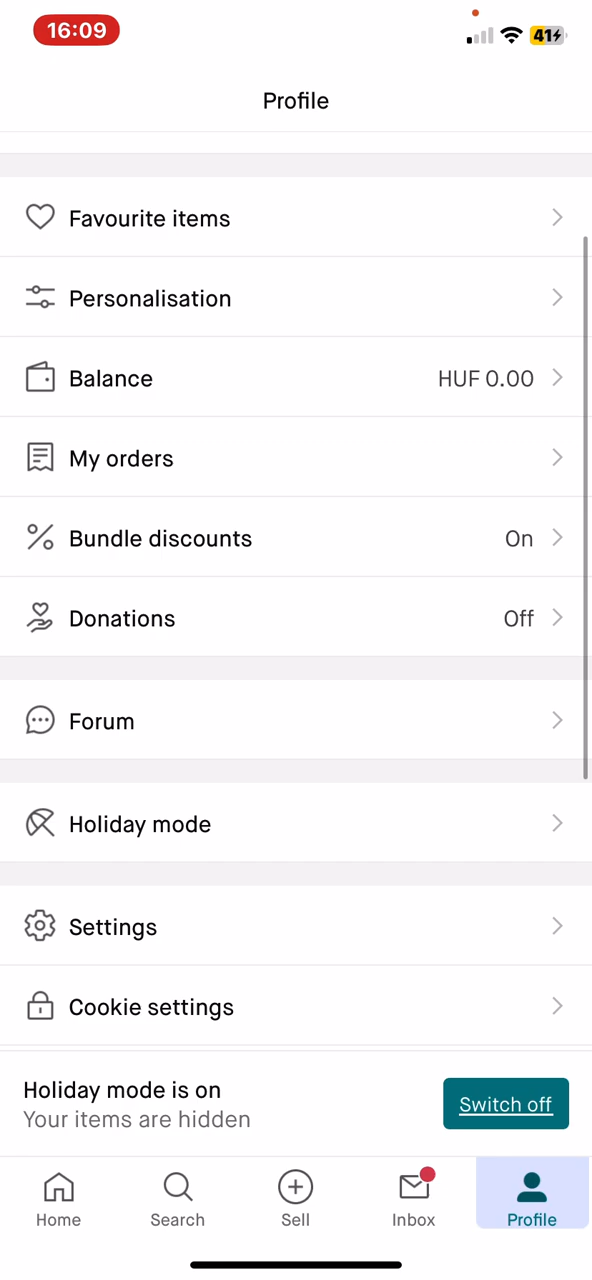 16:09
41
Profile
Favourite items
Personalisation
Balance HUF 0.00
My orders
Bundle discounts On
Donations Off
Forum
Holiday mode
Settings
Cookie settings
Holiday mode is on
Your items are hidden
Switch off
Home Search Sell Inbox Profile